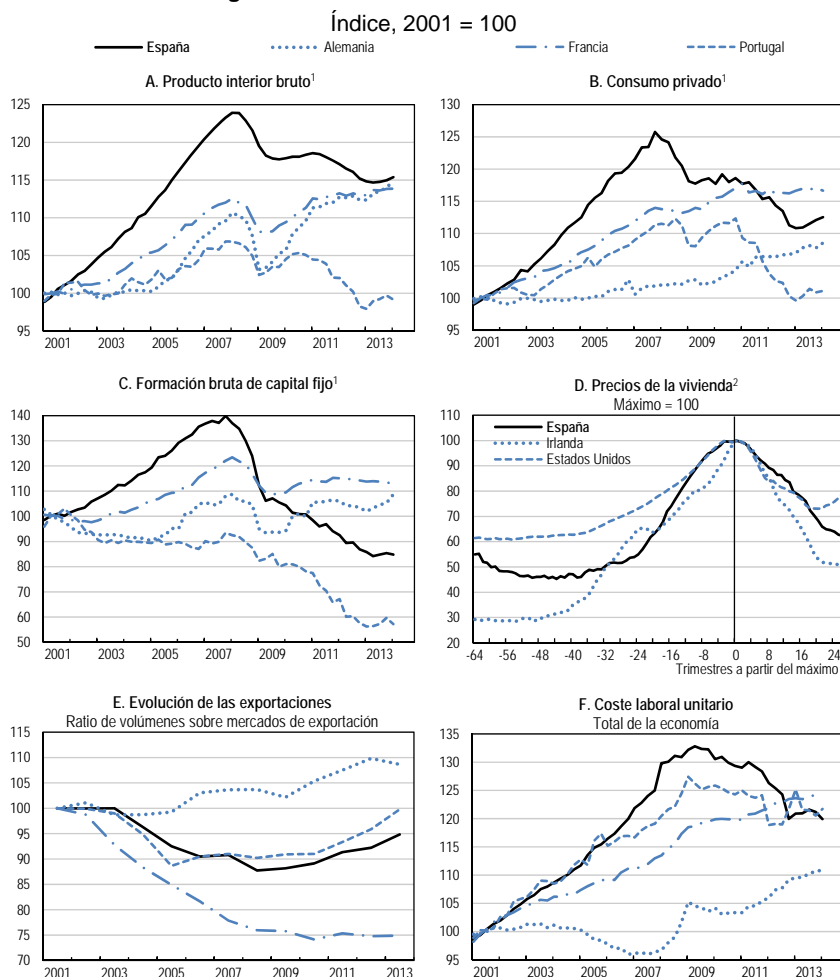 Índice, 2001 = 100
España Alemania Francia Portugal
A. Producto interior bruto¹
125
120
115
110
105
100
95
2001 2003 2005 2007 2009 2011 2013
B. Consumo privado¹
130
125
120
115
110
105
100
95
2001 2003 2005 2007 2009 2011 2013
C. Formación bruta de capital fijo¹
140
130
120
110
100
90
80
70
60
50
2001 2003 2005 2007 2009 2011 2013
D. Precios de la vivienda²
Máximo = 100
España
Irlanda
Estados Unidos
110
100
90
80
70
60
50
40
30
20
-64 -56 -48 -40 -32 -24 -16 -8 0 8 16 24
Trimestres a partir del máximo
E. Evolución de las exportaciones
Ratio de volúmenes sobre mercados de exportación
115
110
105
100
95
90
85
80
75
70
2001 2003 2005 2007 2009 2011 2013
F. Coste laboral unitario
Total de la economía
135
130
125
120
115
110
105
100
95
2001 2003 2005 2007 2009 2011 2013